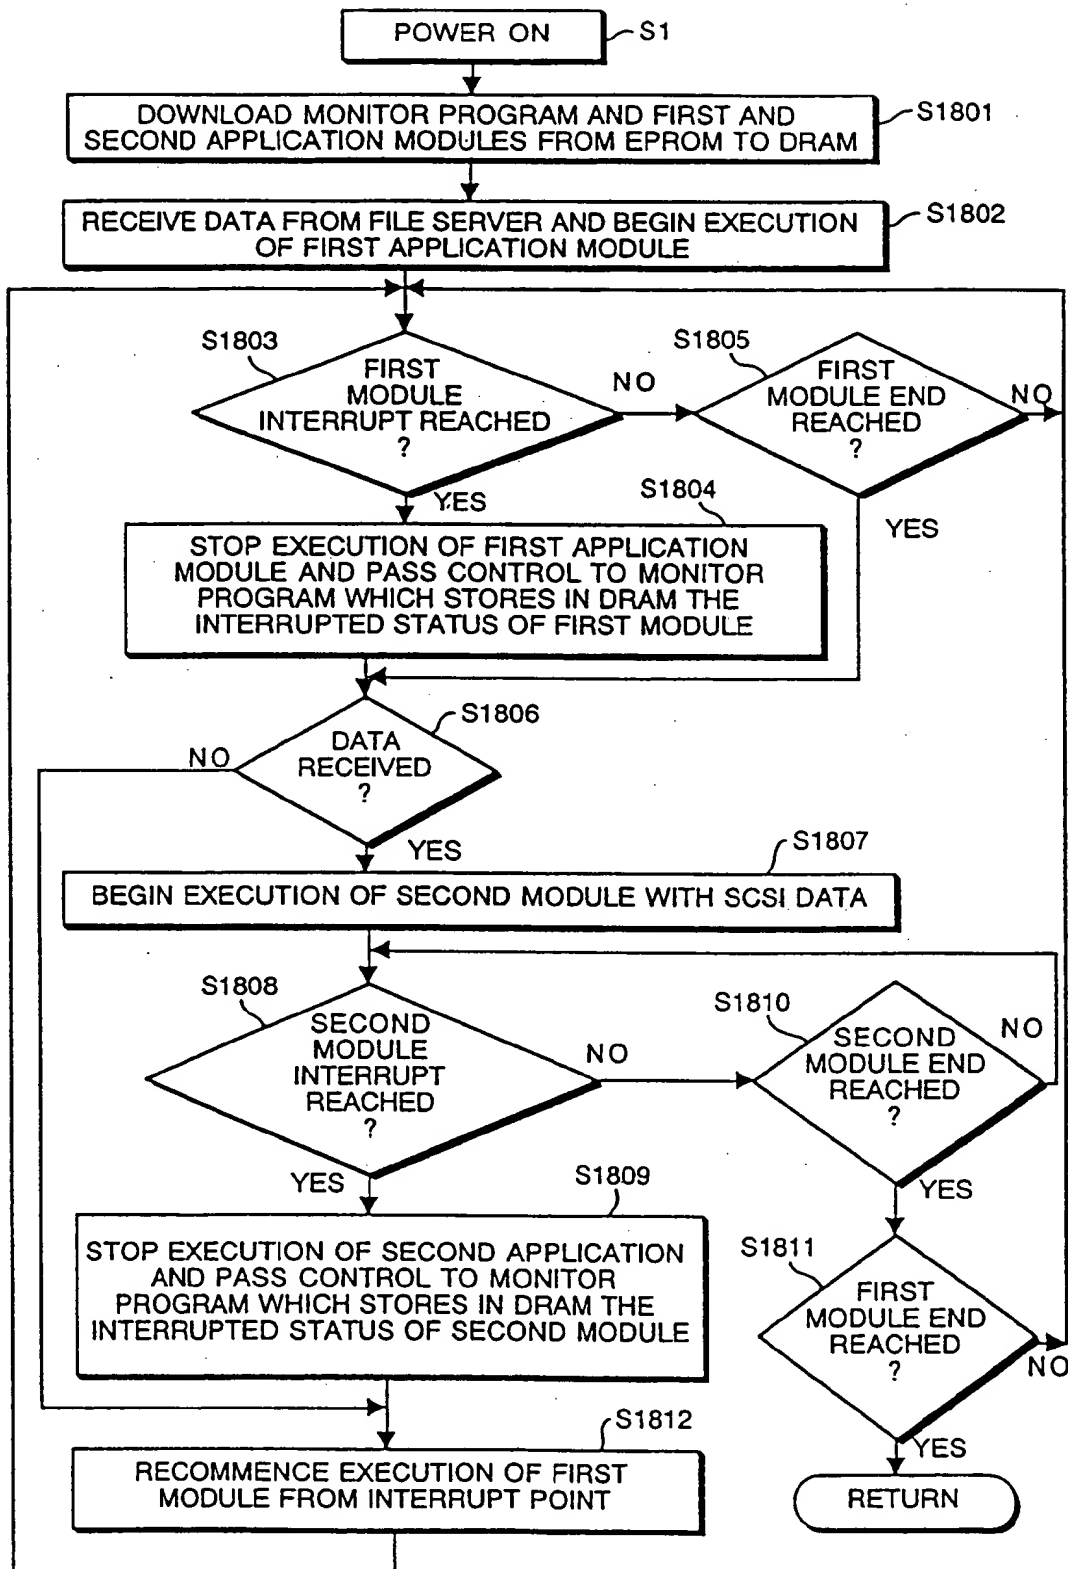 POWER ON
S1
DOWNLOAD MONITOR PROGRAM AND FIRST AND
SECOND APPLICATION MODULES FROM EPROM TO DRAM
S1801
RECEIVE DATA FROM FILE SERVER AND BEGIN EXECUTION
OF FIRST APPLICATION MODULE
S1802
S1803
FIRST
MODULE
INTERRUPT REACHED
?
NO
YES
S1805
FIRST
MODULE END
REACHED
?
NO
YES
S1804
STOP EXECUTION OF FIRST APPLICATION
MODULE AND PASS CONTROL TO MONITOR
PROGRAM WHICH STORES IN DRAM THE
INTERRUPTED STATUS OF FIRST MODULE
S1806
DATA
RECEIVED
?
NO
YES
S1807
BEGIN EXECUTION OF SECOND MODULE WITH SCSI DATA
S1808
SECOND
MODULE
INTERRUPT
REACHED
?
NO
YES
S1810
SECOND
MODULE END
REACHED
?
NO
YES
S1809
STOP EXECUTION OF SECOND APPLICATION
AND PASS CONTROL TO MONITOR
PROGRAM WHICH STORES IN DRAM THE
INTERRUPTED STATUS OF SECOND MODULE
S1811
FIRST
MODULE END
REACHED
?
NO
YES
S1812
RECOMMENCE EXECUTION OF FIRST
MODULE FROM INTERRUPT POINT
RETURN